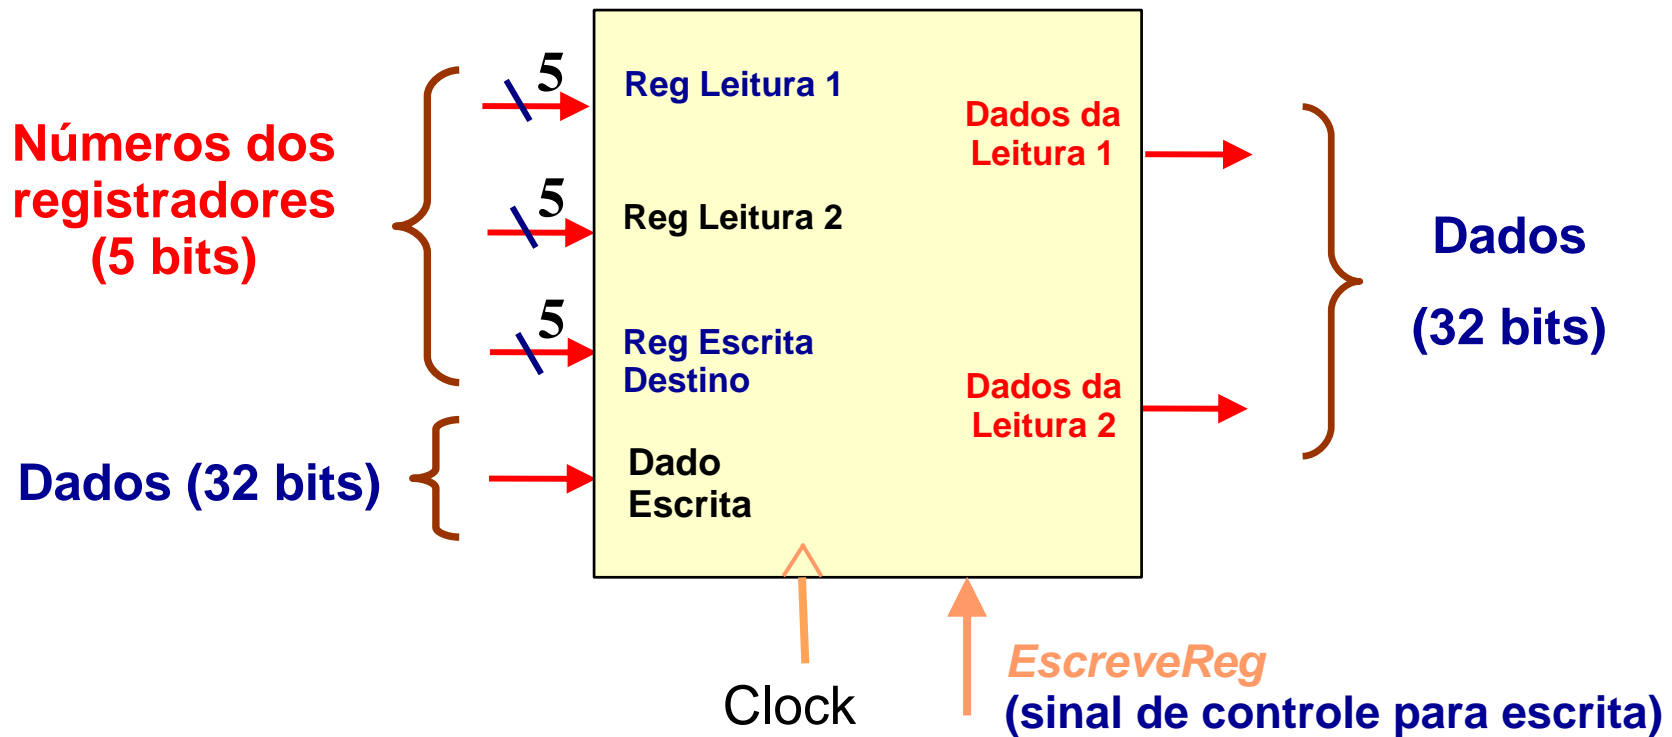 Números dos
registradores
(5 bits)
Dados (32 bits)
5
5
5
Reg Leitura 1
Reg Leitura 2
Reg Escrita
Destino
Dado
Escrita
Dados da
Leitura 1
Dados da
Leitura 2
Dados
(32 bits)
Clock
EscreveReg
(sinal de controle para escrita)